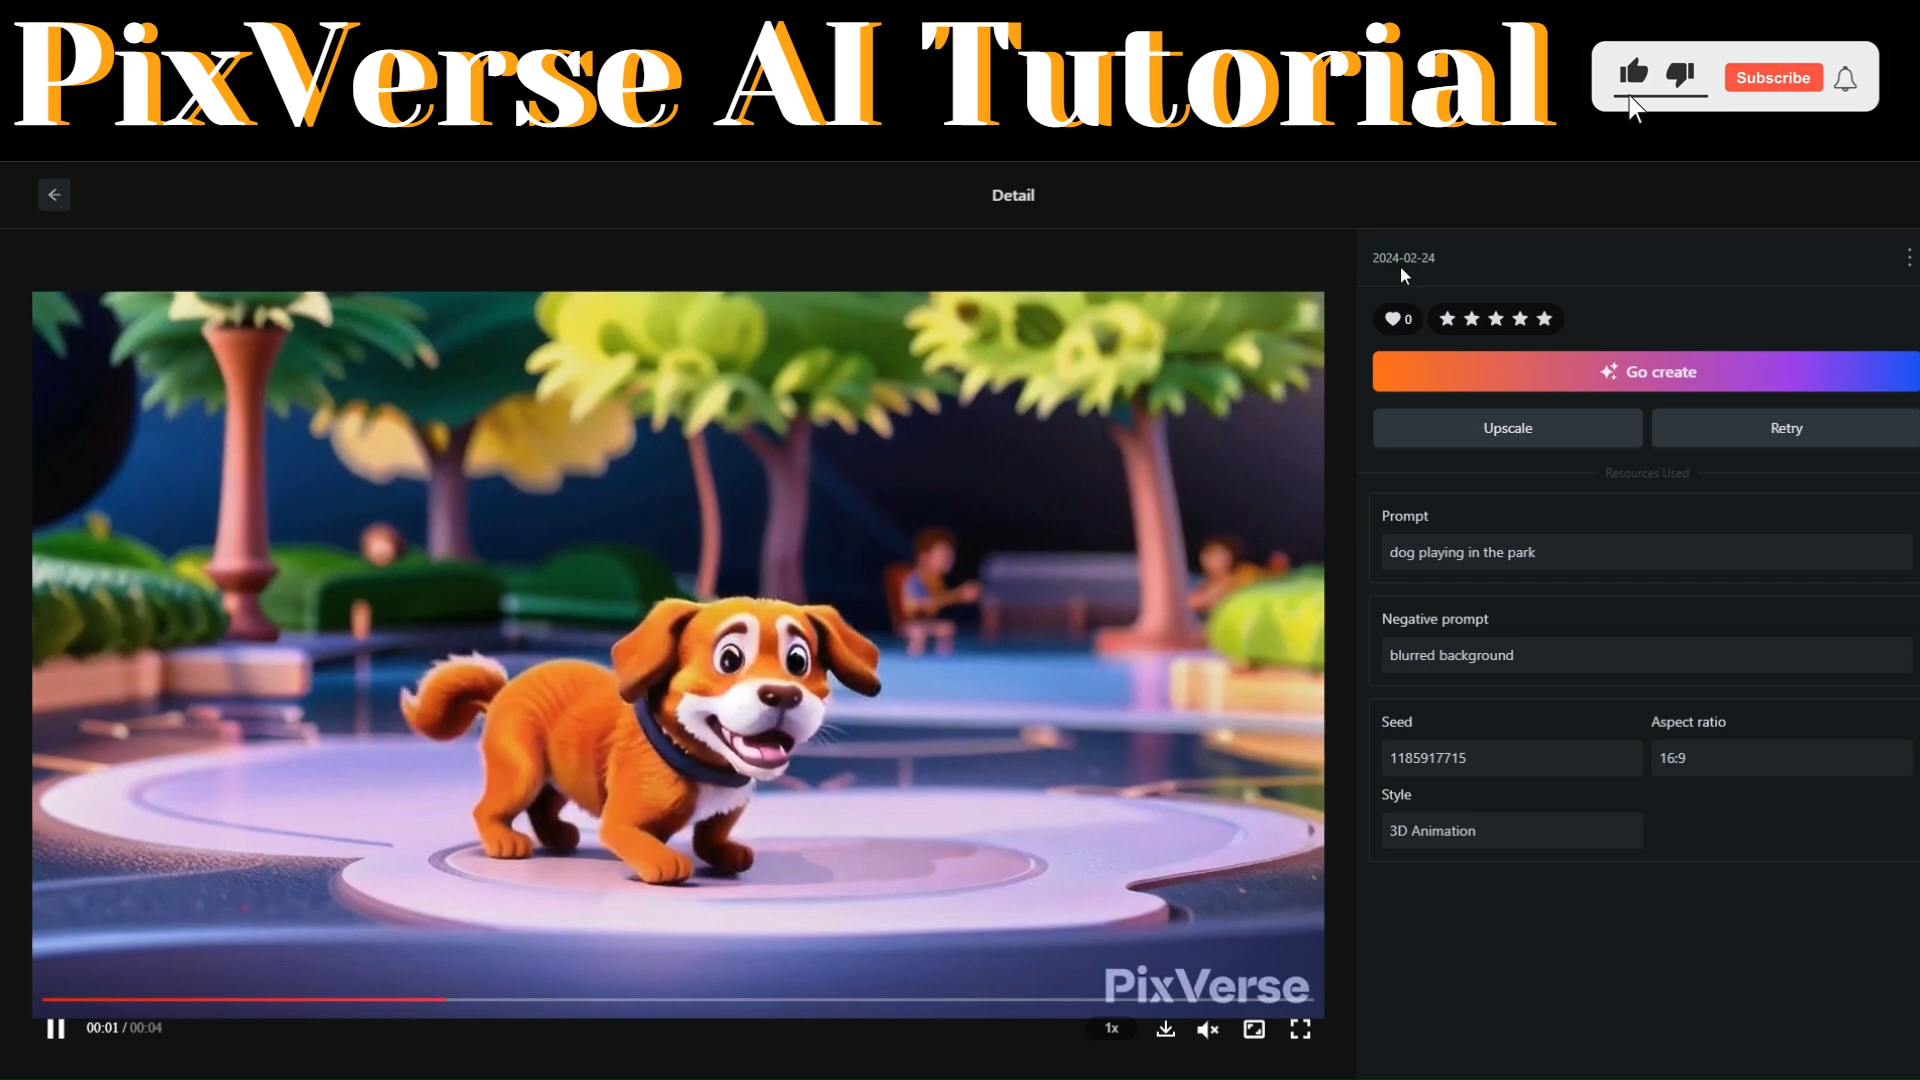 PixVerse AI Tutorial
Subscribe
Detail
2024-02-24
0
Go create
Upscale
Retry
Resources Used
Prompt
dog playing in the park
Negative prompt
blurred background
Seed
Aspect ratio
1185917715
16:9
Style
3D Animation
PixVerse
00:01 / 00:04
1x